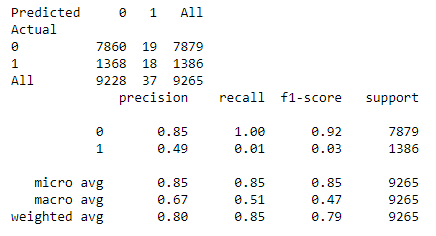 Predicted 0 1 All
Actual
0 7860 19 7879
1 1368 18 1386
All 9228 37 9265
precision recall f1-score support
0 0.85 1.00 0.92 7879
1 0.49 0.01 0.03 1386
micro avg 0.85 0.85 0.85 9265
macro avg 0.67 0.51 0.47 9265
weighted avg 0.80 0.85 0.79 9265